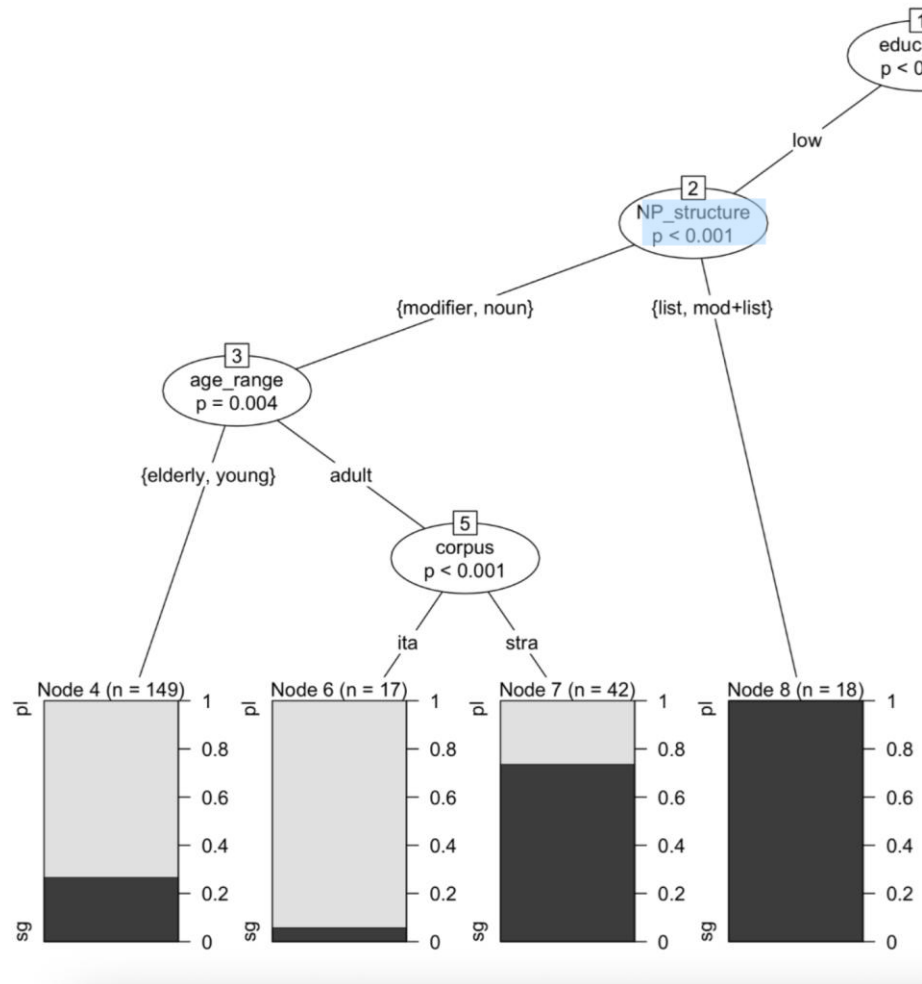 1
educ
p < 0
low
2
NP_structure
p < 0.001
{modifier, noun}
{list, mod+list}
3
age_range
p = 0.004
{elderly, young}
adult
5
corpus
p < 0.001
ita
stra
Node 4 (n = 149)
pl
sg
1
0.8
0.6
0.4
0.2
0
Node 6 (n = 17)
pl
sg
1
0.8
0.6
0.4
0.2
0
Node 7 (n = 42)
pl
sg
1
0.8
0.6
0.4
0.2
0
Node 8 (n = 18)
pl
sg
1
0.8
0.6
0.4
0.2
0